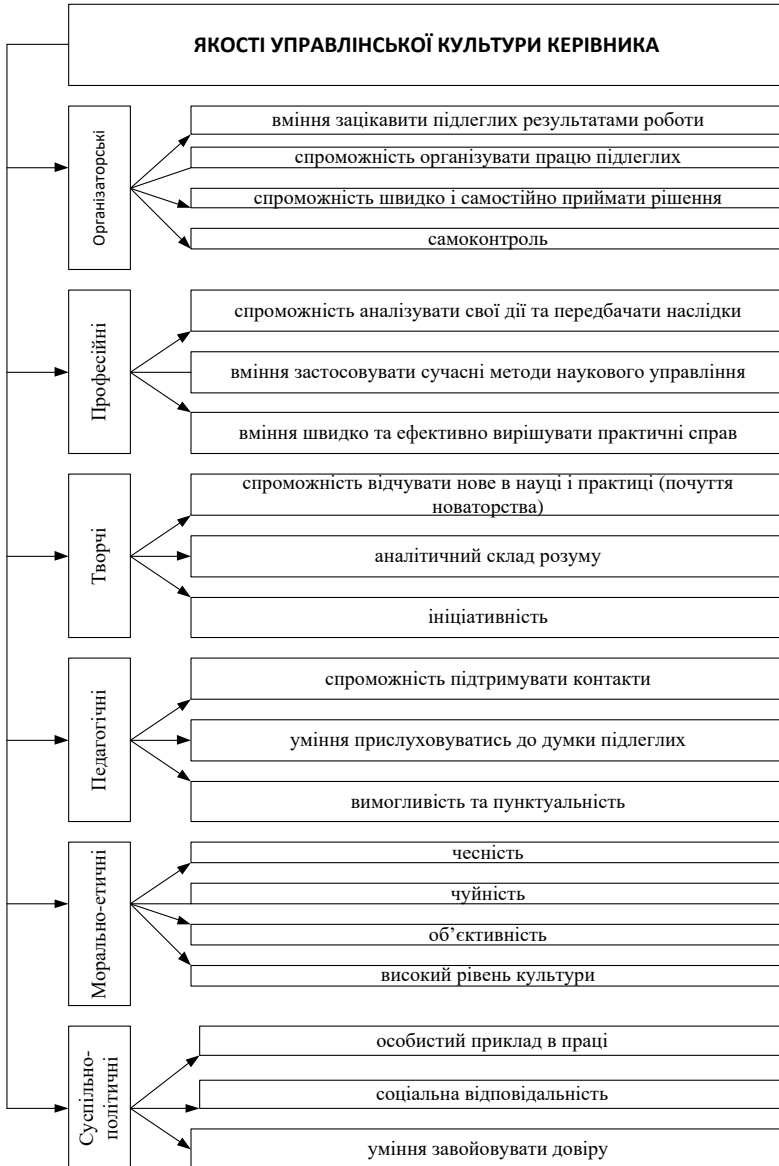 ЯКОСТІ УПРАВЛІНСЬКОЇ КУЛЬТУРИ КЕРІВНИКА
Організаторські
вміння зацікавити підлеглих результатами роботи
спроможність організувати працю підлеглих
спроможність швидко і самостійно приймати рішення
самоконтроль
Професійні
спроможність аналізувати свої дії та передбачати наслідки
вміння застосовувати сучасні методи наукового управління
вміння швидко та ефективно вирішувати практичні справ
Творчі
спроможність відчувати нове в науці і практиці (почуття
новаторства)
аналітичний склад розуму
ініціативність
Педагогічні
спроможність підтримувати контакти
уміння прислуховуватись до думки підлеглих
вимогливість та пунктуальність
Морально-етичні
чесність
чуйність
об’єктивність
високий рівень культури
Суспільно-
політичні
особистий приклад в праці
соціальна відповідальність
уміння завойовувати довіру